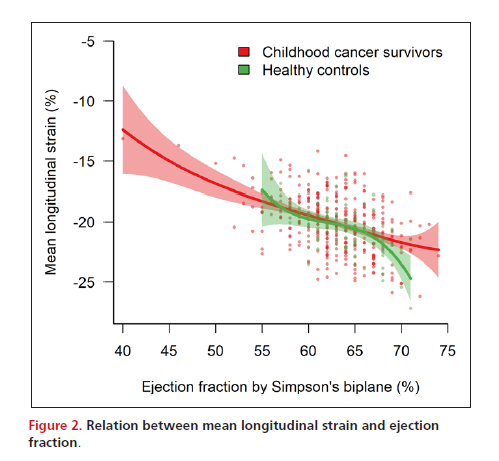 -5
-10
-15
-20
-25
Mean longitudinal strain (%)
Childhood cancer survivors
Healthy controls
40 45 50 55 60 65 70 75
Ejection fraction by Simpson's biplane (%)
Figure 2. Relation between mean longitudinal strain and ejection
fraction.